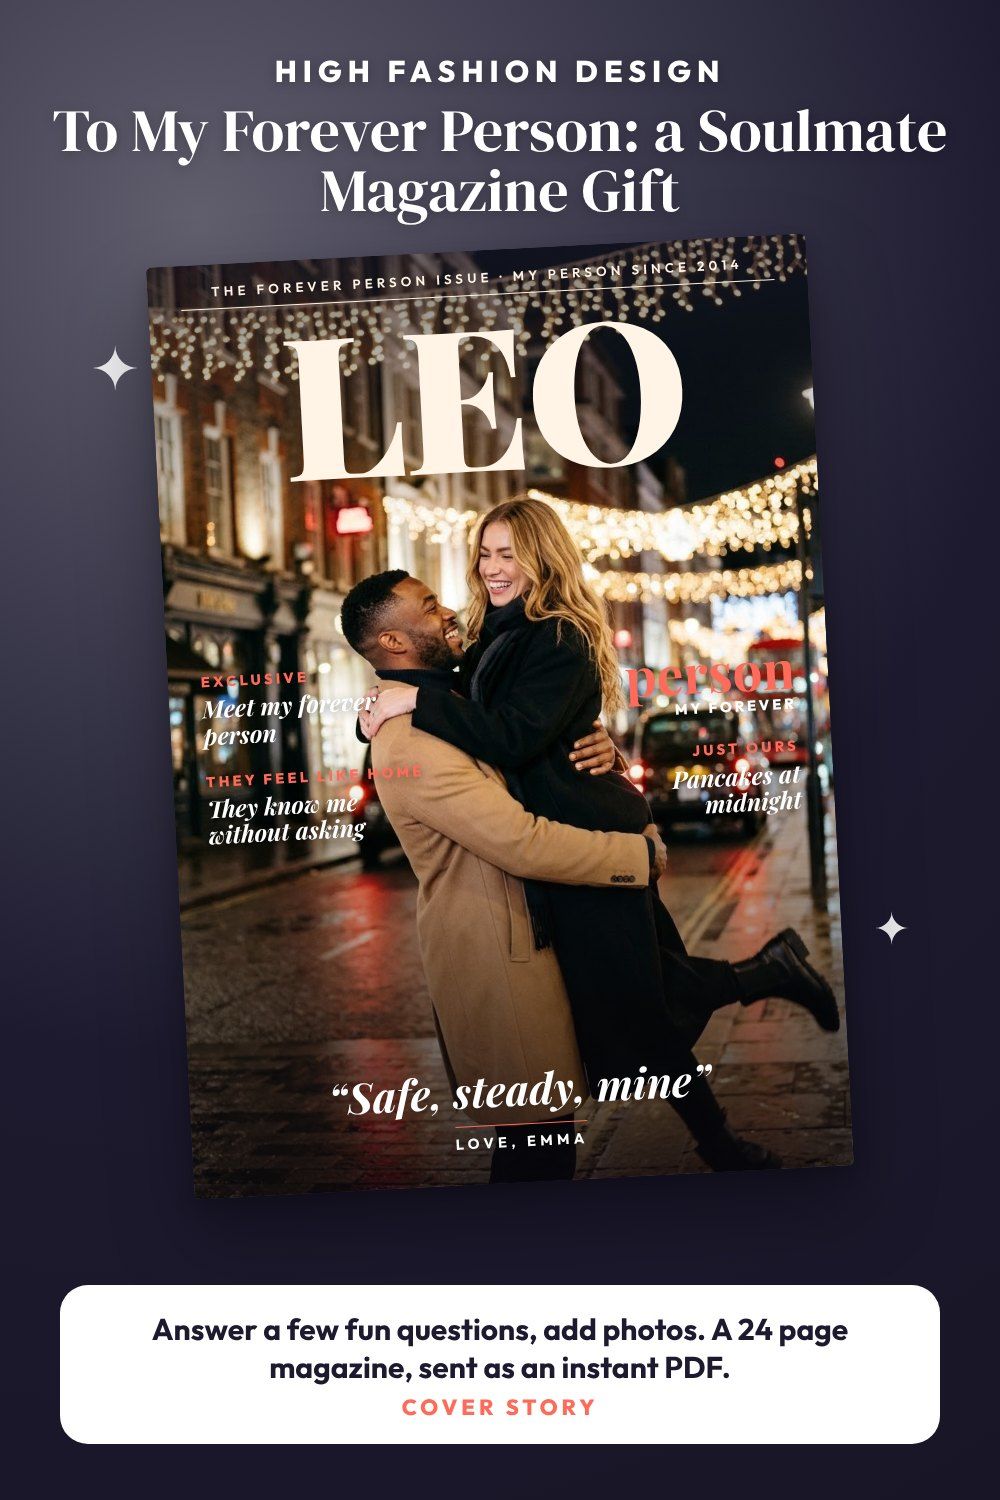 HIGH FASHION DESIGN
To My Forever Person: a Soulmate
Magazine Gift
THE FOREVER PERSON ISSUE · MY PERSON SINCE 2014
LEO
EXCLUSIVE
Meet my forever
person
THEY FEEL LIKE HOME
They know me
without asking
person
MY FOREVER
JUST OURS
Pancakes at
midnight
“Safe, steady, mine”
LOVE, EMMA
Answer a few fun questions, add photos. A 24 page
magazine, sent as an instant PDF.
COVER STORY